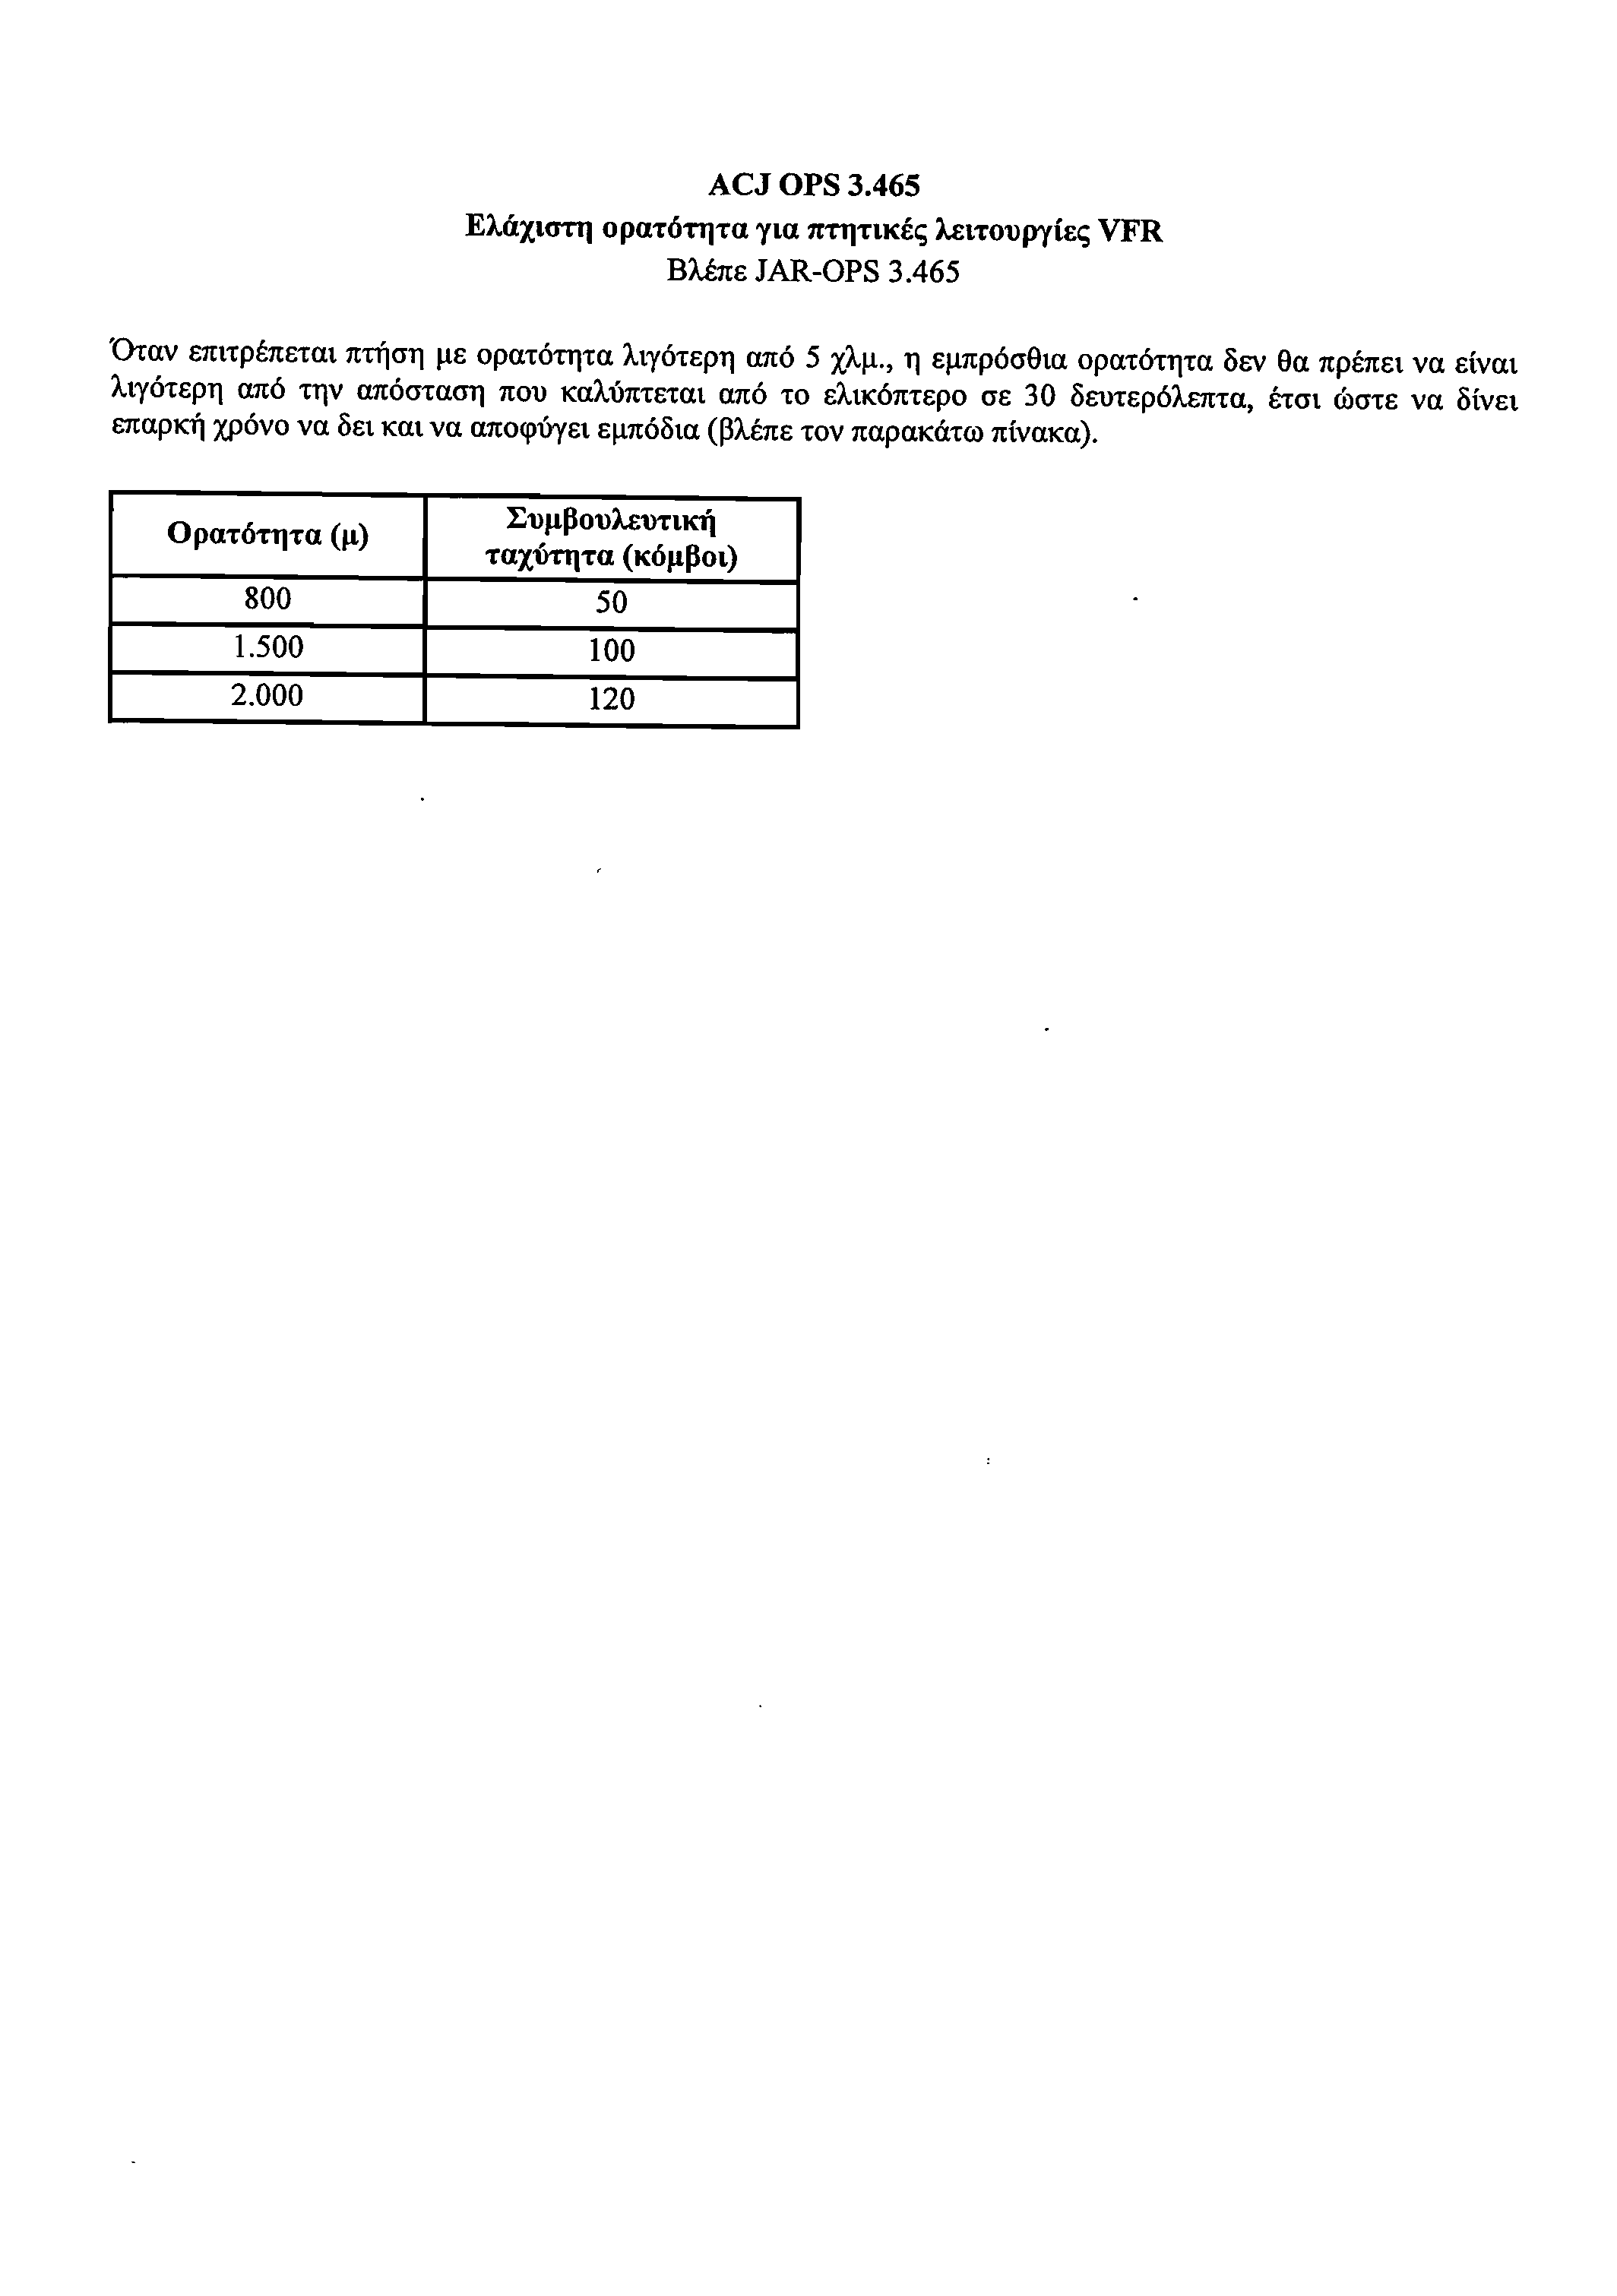 ACJ OPS 3.465
Ελάχιστη ορατότητα για πτητικές λειτουργίες VFR
Βλέπε JAR-OPS 3.465
Όταν επιτρέπεται πτήση με ορατότητα λιγότερη από 5 χλμ., η εμπρόσθια ορατότητα δεν θα πρέπει να είναι
λιγότερη από την απόσταση που καλύπτεται από το ελικόπτερο σε 30 δευτερόλεπτα, έτσι ώστε να δίνει
επαρκή χρόνο να δει και να αποφύγει εμπόδια (βλέπε τον παρακάτω πίνακα).
Ορατότητα (μ)
Συμβουλευτική
ταχύτητα (κόμβοι)
800 50
1.500 100
2.000 120